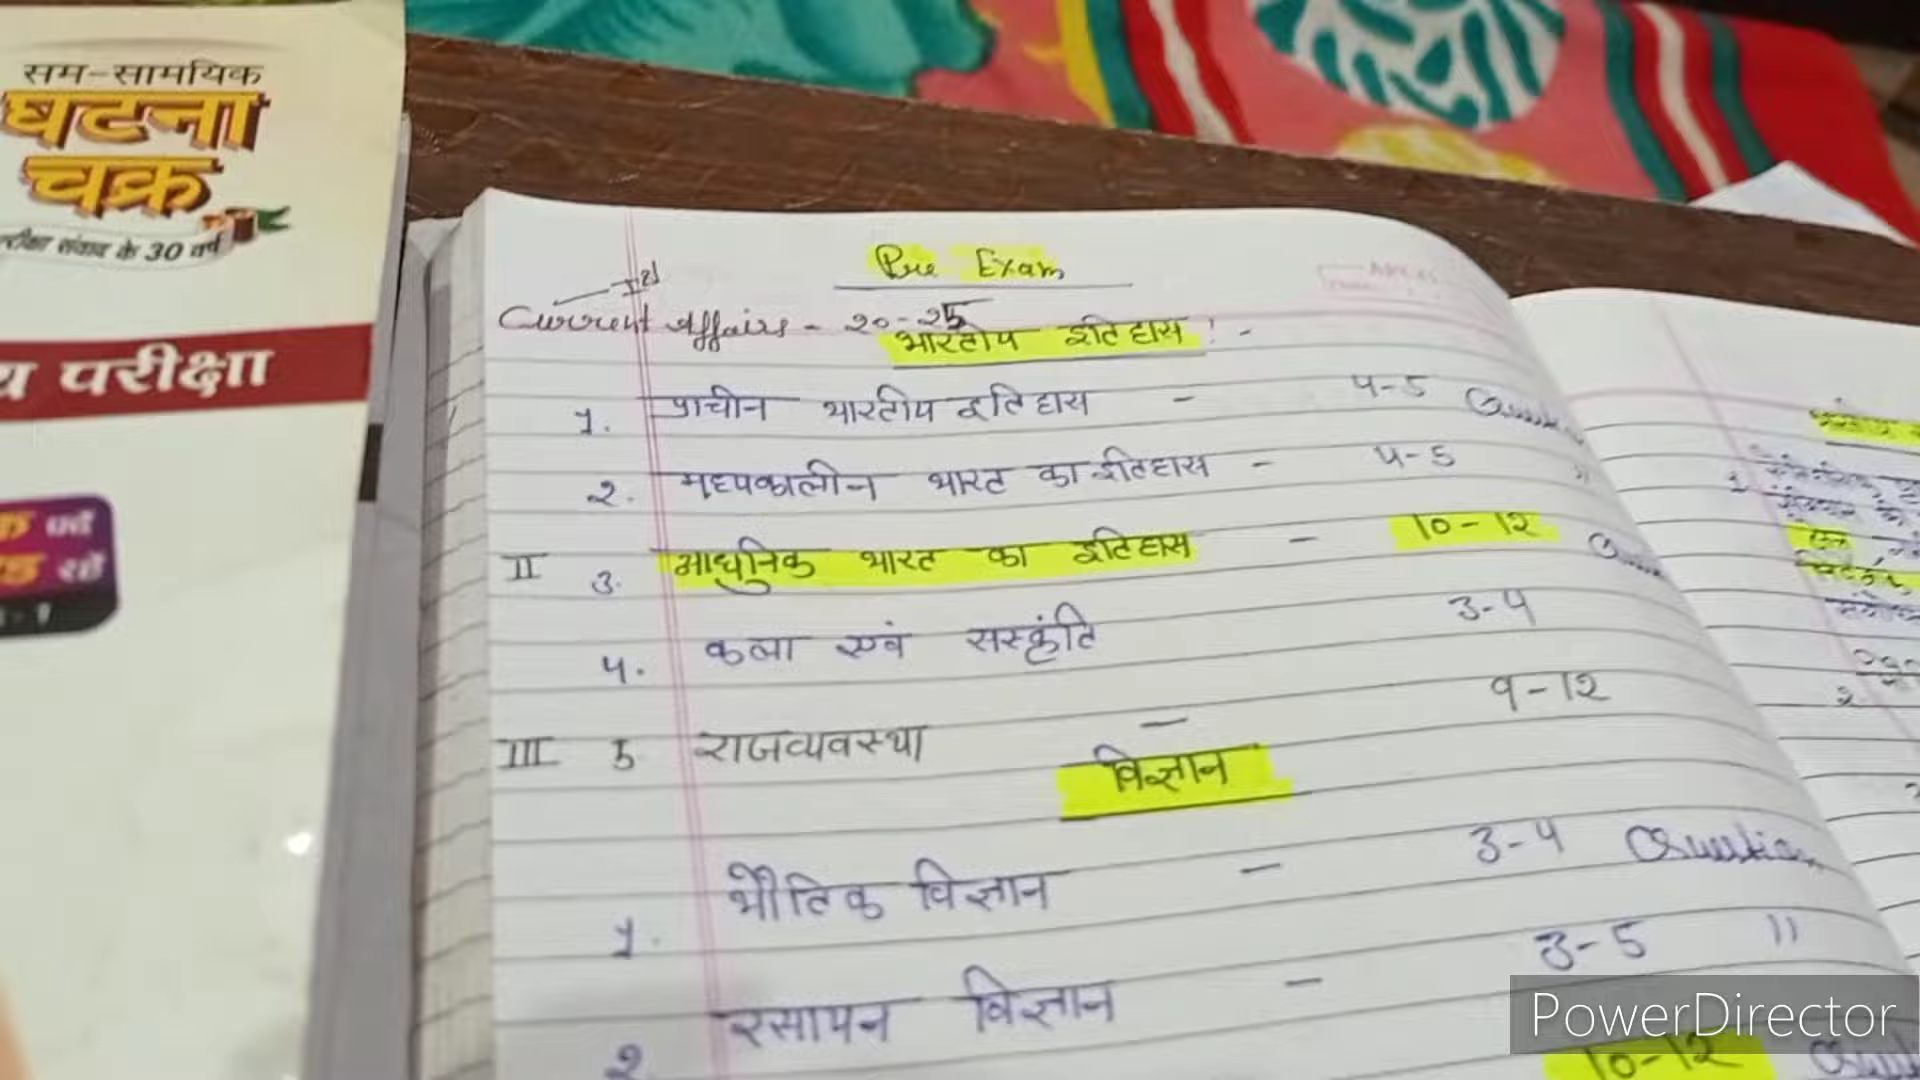 सम-सामयिक
घटना
चक्र
के 30 वर्ष
परीक्षा
Pre Exam
Ist
Current Affairs - 20-25
भारतीय इतिहास : -
1. प्राचीन भारतीय इतिहास - 4-5
2. मध्यकालीन भारत का इतिहास - 4-5 "
II 3. आधुनिक भारत का इतिहास - 10-12
4. कला एवं संस्कृति 3-4
III 5 राजव्यवस्था - 9-12
विज्ञान
1. भौतिक विज्ञान - 3-4 Question
2. रसायन विज्ञान - 3-5 "
10-12
PowerDirector